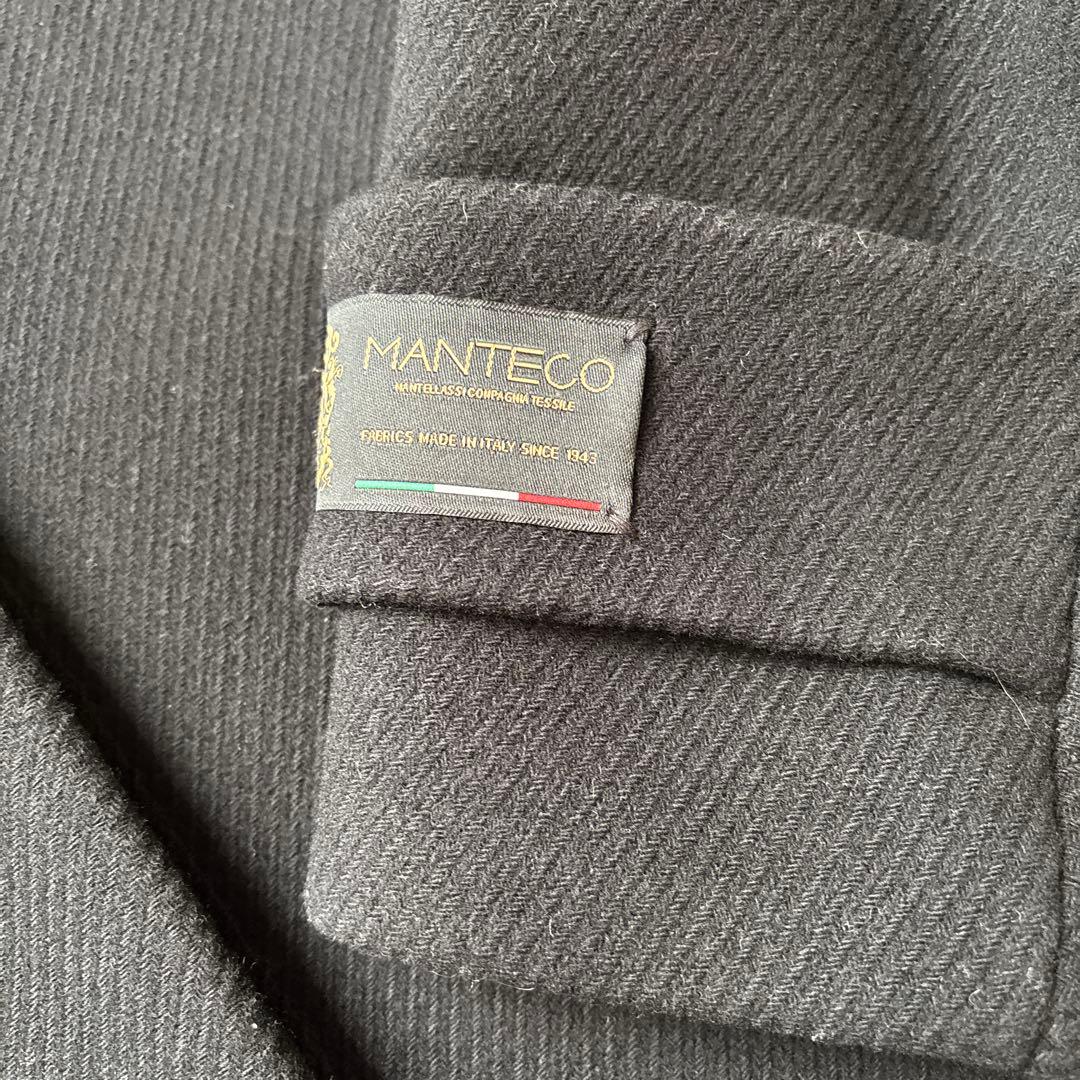 MANTECO
MANTELLASSI COMPAGNIA TESSILE
FABRICS MADE IN ITALY SINCE 1943